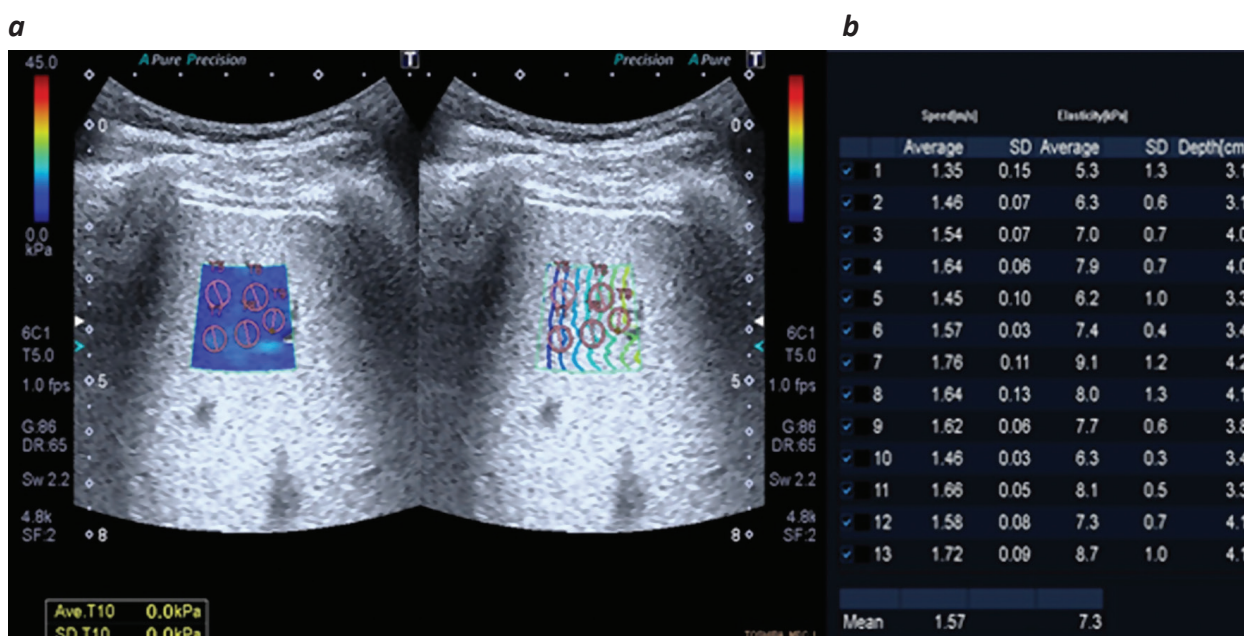 a
b
45.0
A Pure Precision
T
Precision A Pure
T
0
0
0.0
kPa
6C1
T5.0
1.0 fps
G:86
DR:65
Sw 2.2
4.8k
SF:2
5
8
5
8
6C1
T5.0
1.0 fps
G:86
DR:65
Sw 2.2
4.8k
SF:2
Ave.T10 0.0kPa
SD.T10 0.0kPa
Speed[m/s] Elasticity[kPa]
Average SD Average SD Depth[cm
1 1.35 0.15 5.3 1.3 3.1
2 1.46 0.07 6.3 0.6 3.1
3 1.54 0.07 7.0 0.7 4.0
4 1.64 0.06 7.9 0.7 4.0
5 1.45 0.10 6.2 1.0 3.3
6 1.57 0.03 7.4 0.4 3.4
7 1.76 0.11 9.1 1.2 4.2
8 1.64 0.13 8.0 1.3 4.1
9 1.62 0.06 7.7 0.6 3.8
10 1.46 0.03 6.3 0.3 3.4
11 1.66 0.05 8.1 0.5 3.3
12 1.58 0.08 7.3 0.7 4.1
13 1.72 0.09 8.7 1.0 4.1
Mean 1.57 7.3